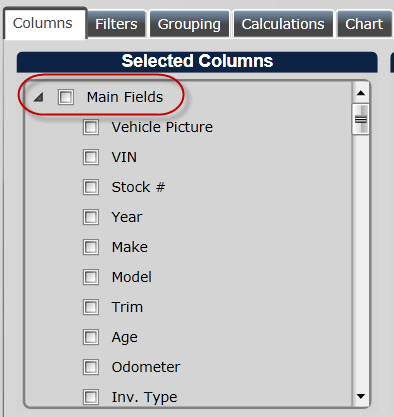 Columns Filters Grouping Calculations Chart
Selected Columns
Main Fields
Vehicle Picture
VIN
Stock #
Year
Make
Model
Trim
Age
Odometer
Inv. Type